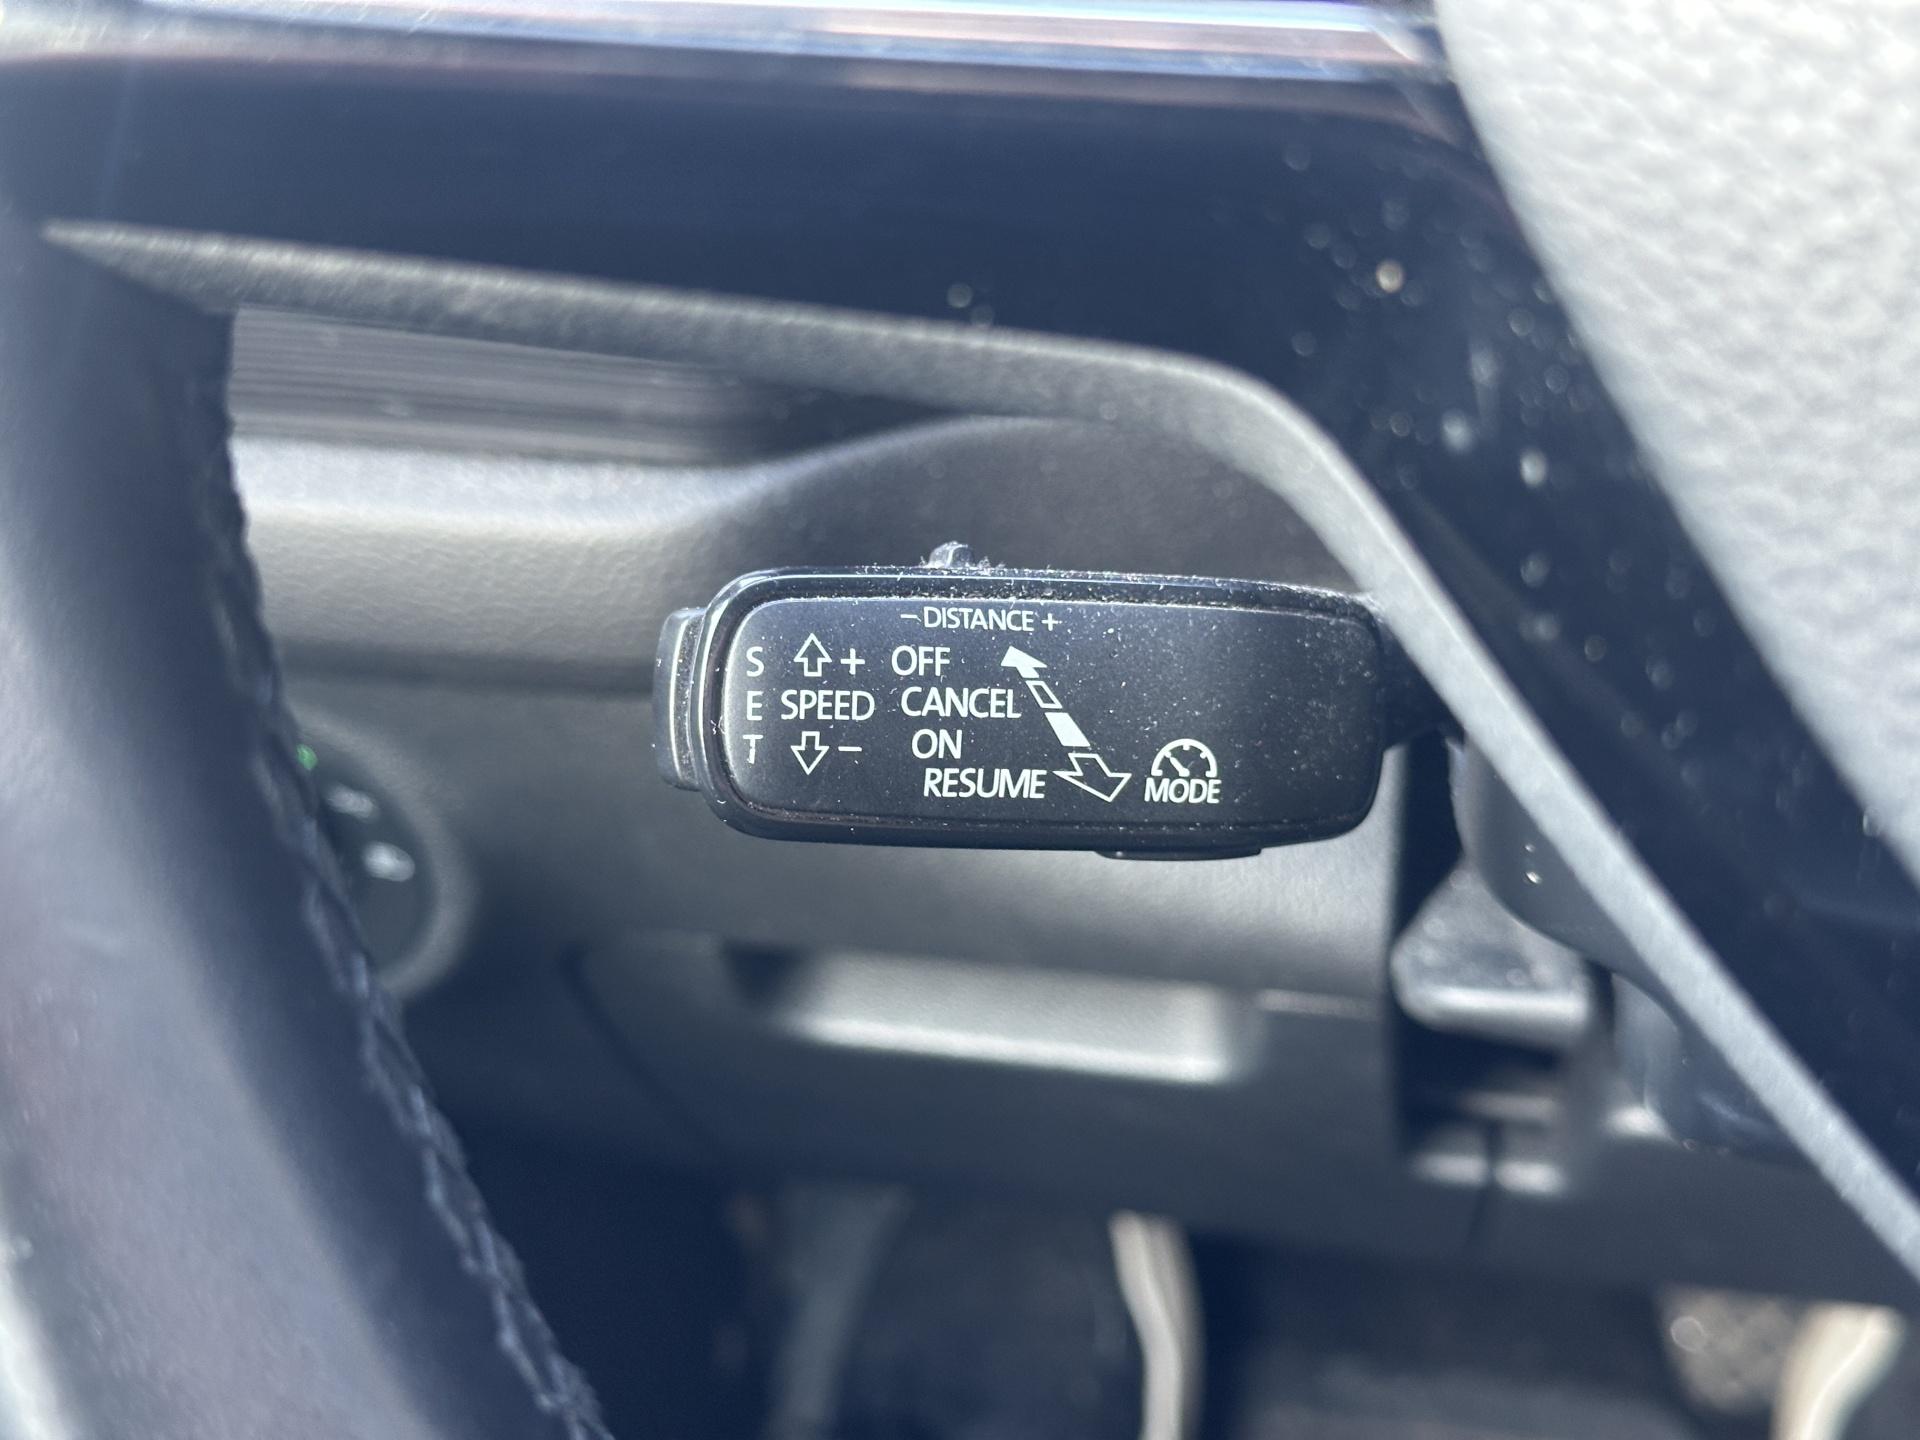 - DISTANCE +
S + OFF
E SPEED CANCEL
T - ON
RESUME MODE